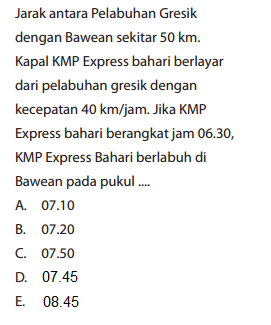 Jarak antara Pelabuhan Gresik
dengan Bawean sekitar 50 km.
Kapal KMP Express bahari berlayar
dari pelabuhan gresik dengan
kecepatan 40 km/jam. Jika KMP
Express bahari berangkat jam 06.30,
KMP Express Bahari berlabuh di
Bawean pada pukul ....
A. 07.10
B. 07.20
C. 07.50
D. 07.45
E. 08.45